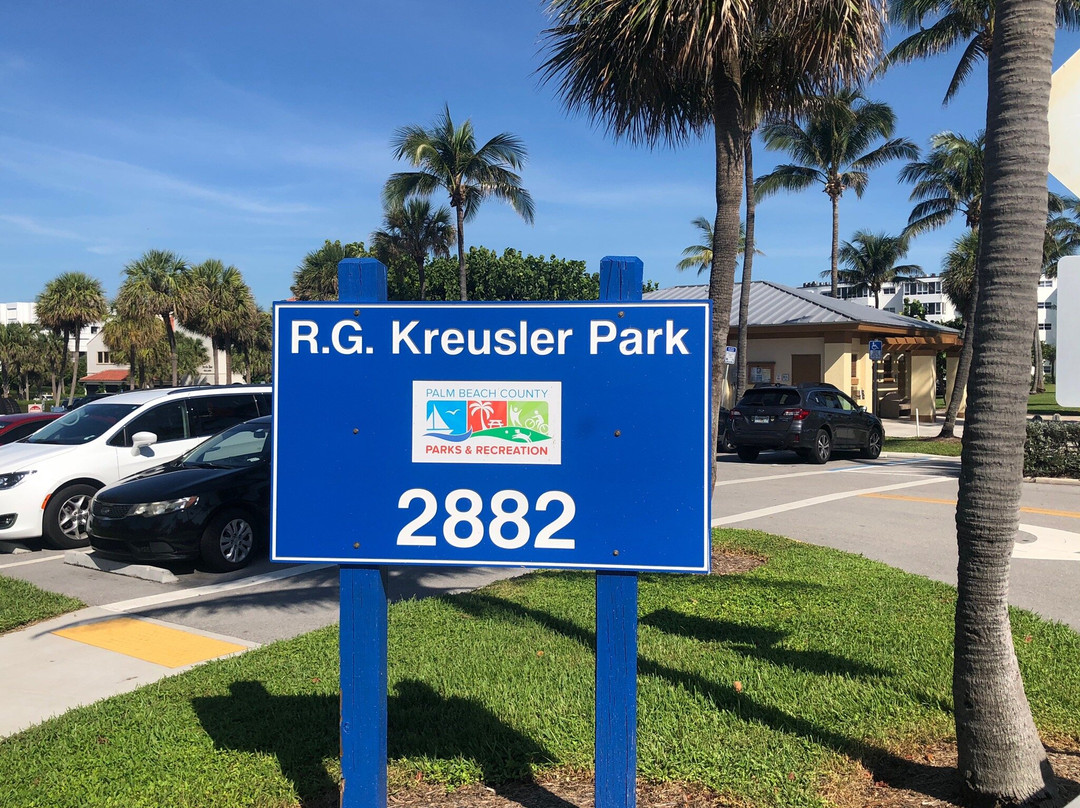 R.G. Kreusler Park
PALM BEACH COUNTY
PARKS & RECREATION
2882